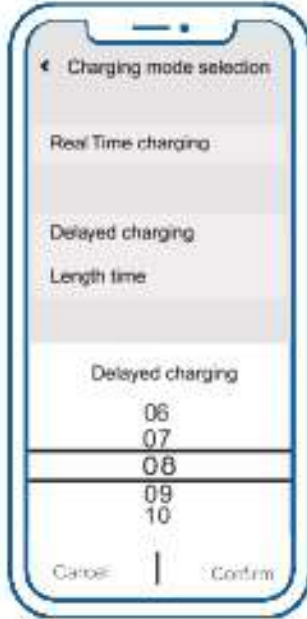 Charging mode selection
Real Time charging
Delayed charging
Length time
Delayed charging
06
07
08
09
10
Cancel Confirm